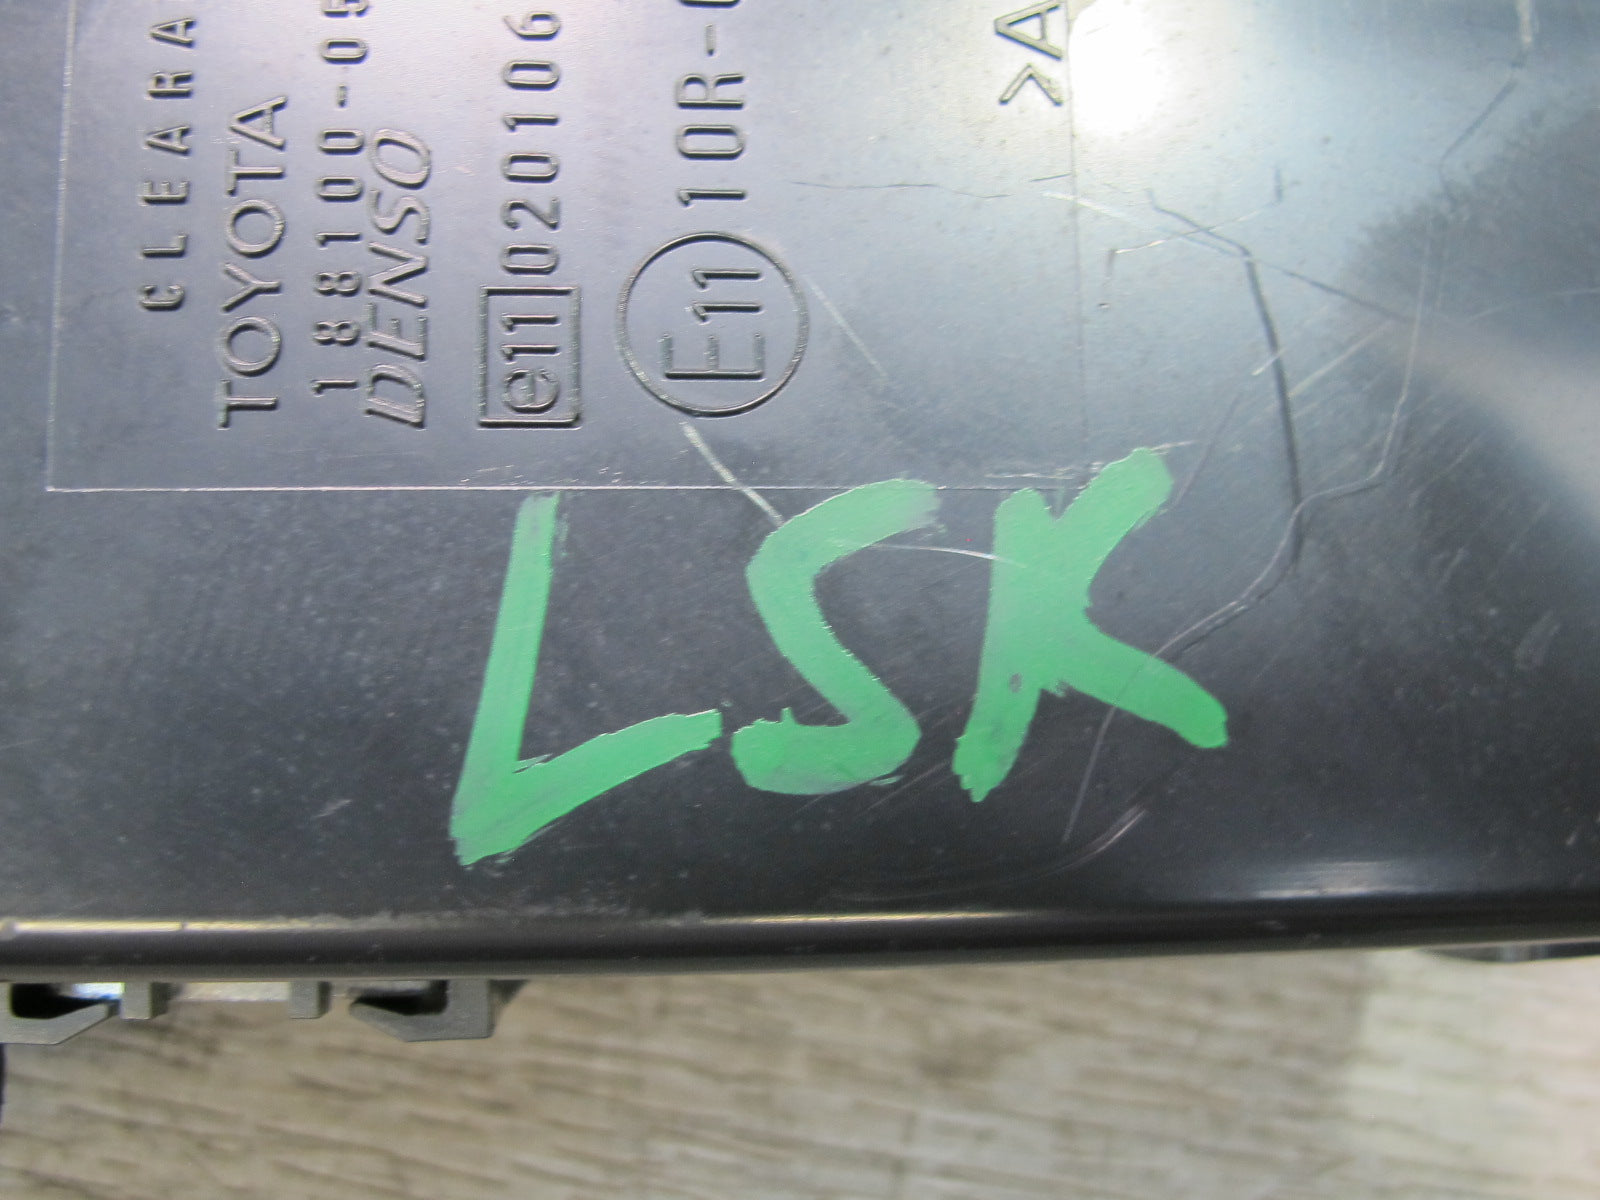 CLEARA
TOYOTA
188100-05
DENSO
e11 020106
E11 10R-0
>A
LSK